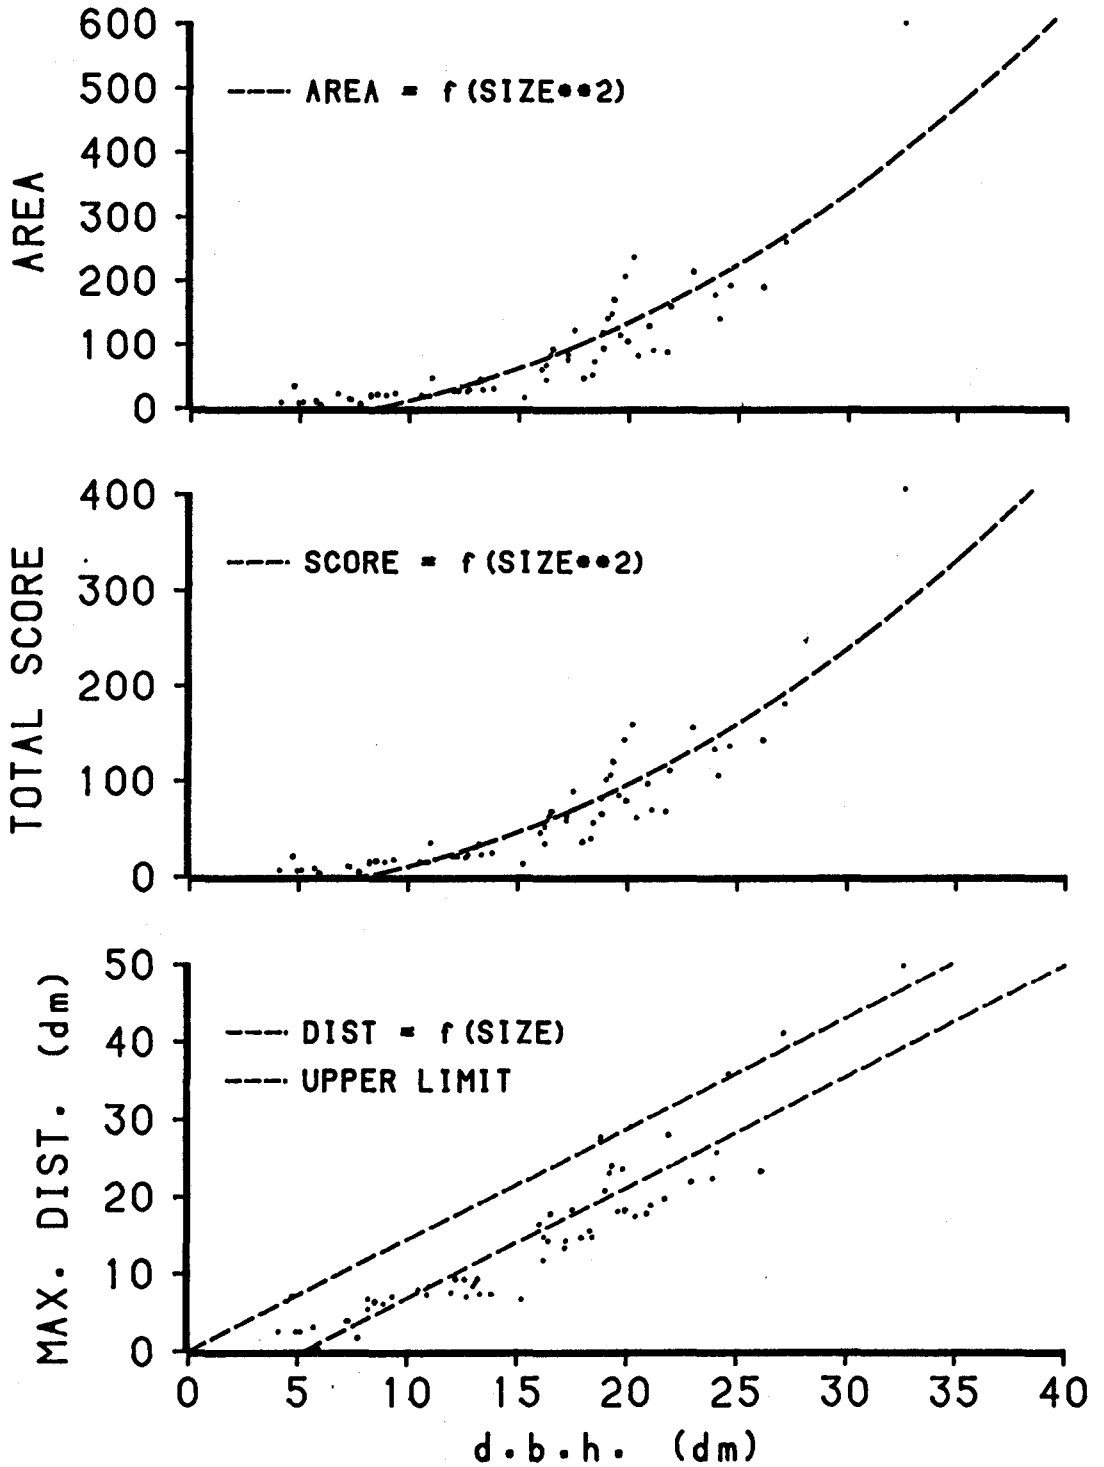 600
AREA = f(SIZE**2)
500
400
AREA
300
200
100
0
400
SCORE = f(SIZE**2)
TOTAL SCORE
300
200
100
0
50
DIST = f(SIZE)
40
UPPER LIMIT
MAX. DIST. (dm)
30
20
10
0
0 5 10 15 20 25 30 35 40
d.b.h. (dm)